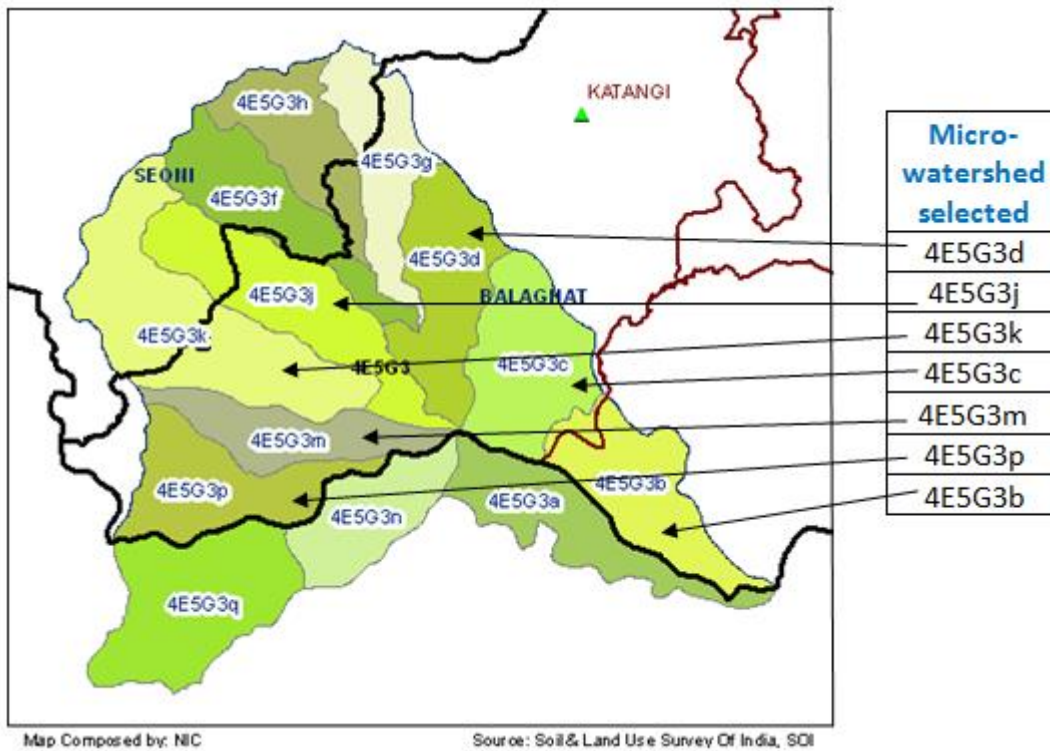 4E5G3h
KATANGI
4E5G3g
SEONI
4E5G3f
4E5G3d
4E5G3j
BALAGHAT
4E5G3k
4E5G3
4E5G3c
4E5G3m
4E5G3p
4E5G3b
4E5G3n
4E5G3a
4E5G3q
Micro-
watershed
selected
4E5G3d
4E5G3j
4E5G3k
4E5G3c
4E5G3m
4E5G3p
4E5G3b
Map Composed by: NIC
Source: Soil& Land Use Survey Of India, SOI